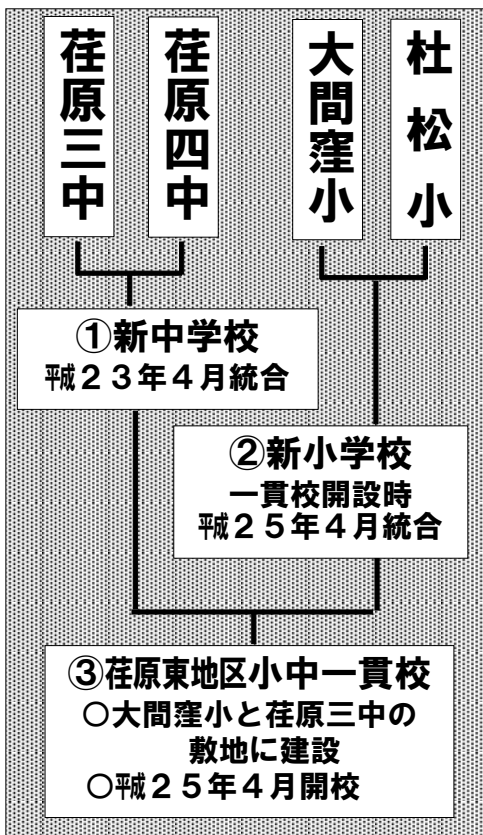 荏原三中
荏原四中
大間窪小
杜松小
①新中学校
平成２３年４月統合
②新小学校
一貫校開設時
平成２５年４月統合
③荏原東地区小中一貫校
○大間窪小と荏原三中の
敷地に建設
○平成２５年４月開校